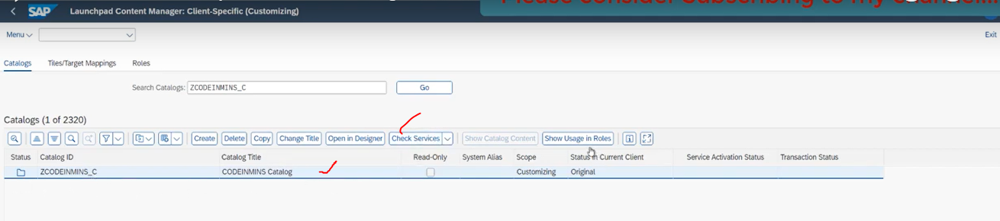 SAP Launchpad Content Manager: Client-Specific (Customizing)
Please consider Subscribing to my
Menu Exit
Catalogs Tiles/Target Mappings Roles
Search Catalogs: ZCODEINMINS_C Go
Catalogs (1 of 2320)
Create Delete Copy Change Title Open in Designer Check Services Show Catalog Content Show Usage in Roles
Status Catalog ID Catalog Title Read-Only System Alias Scope Status in Current Client Service Activation Status Transaction Status
ZCODEINMINS_C CODEINMINS Catalog Customizing Original